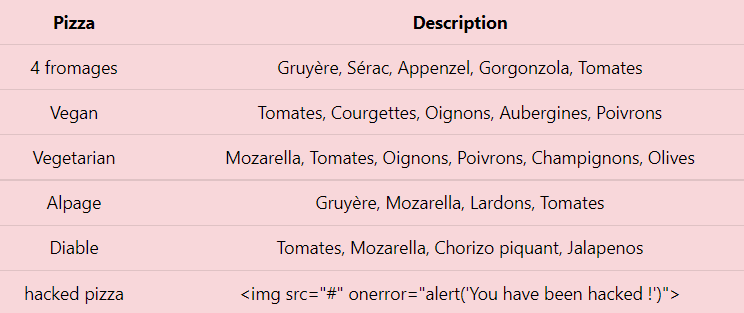 Pizza Description
4 fromages Gruyère, Sérac, Appenzel, Gorgonzola, Tomates
Vegan Tomates, Courgettes, Oignons, Aubergines, Poivrons
Vegetarian Mozarella, Tomates, Oignons, Poivrons, Champignons, Olives
Alpage Gruyère, Mozarella, Lardons, Tomates
Diable Tomates, Mozarella, Chorizo piquant, Jalapenos
hacked pizza <img src="#" onerror="alert('You have been hacked !')">